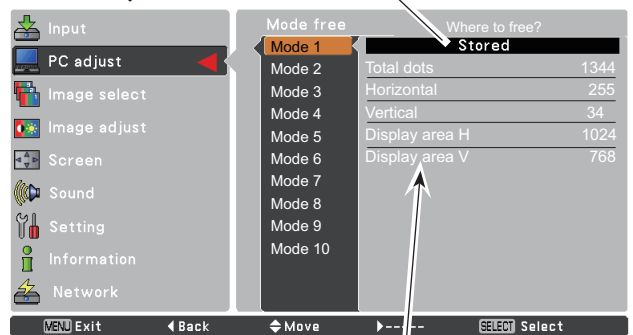 Input
PC adjust
Image select
Image adjust
Screen
Sound
Setting
Information
Network
Mode free
Mode 1
Mode 2
Mode 3
Mode 4
Mode 5
Mode 6
Mode 7
Mode 8
Mode 9
Mode 10
Where to free?
Stored
Total dots 1344
Horizontal 255
Vertical 34
Display area H 1024
Display area V 768
MENU Exit Back Move ----- SELECT Select